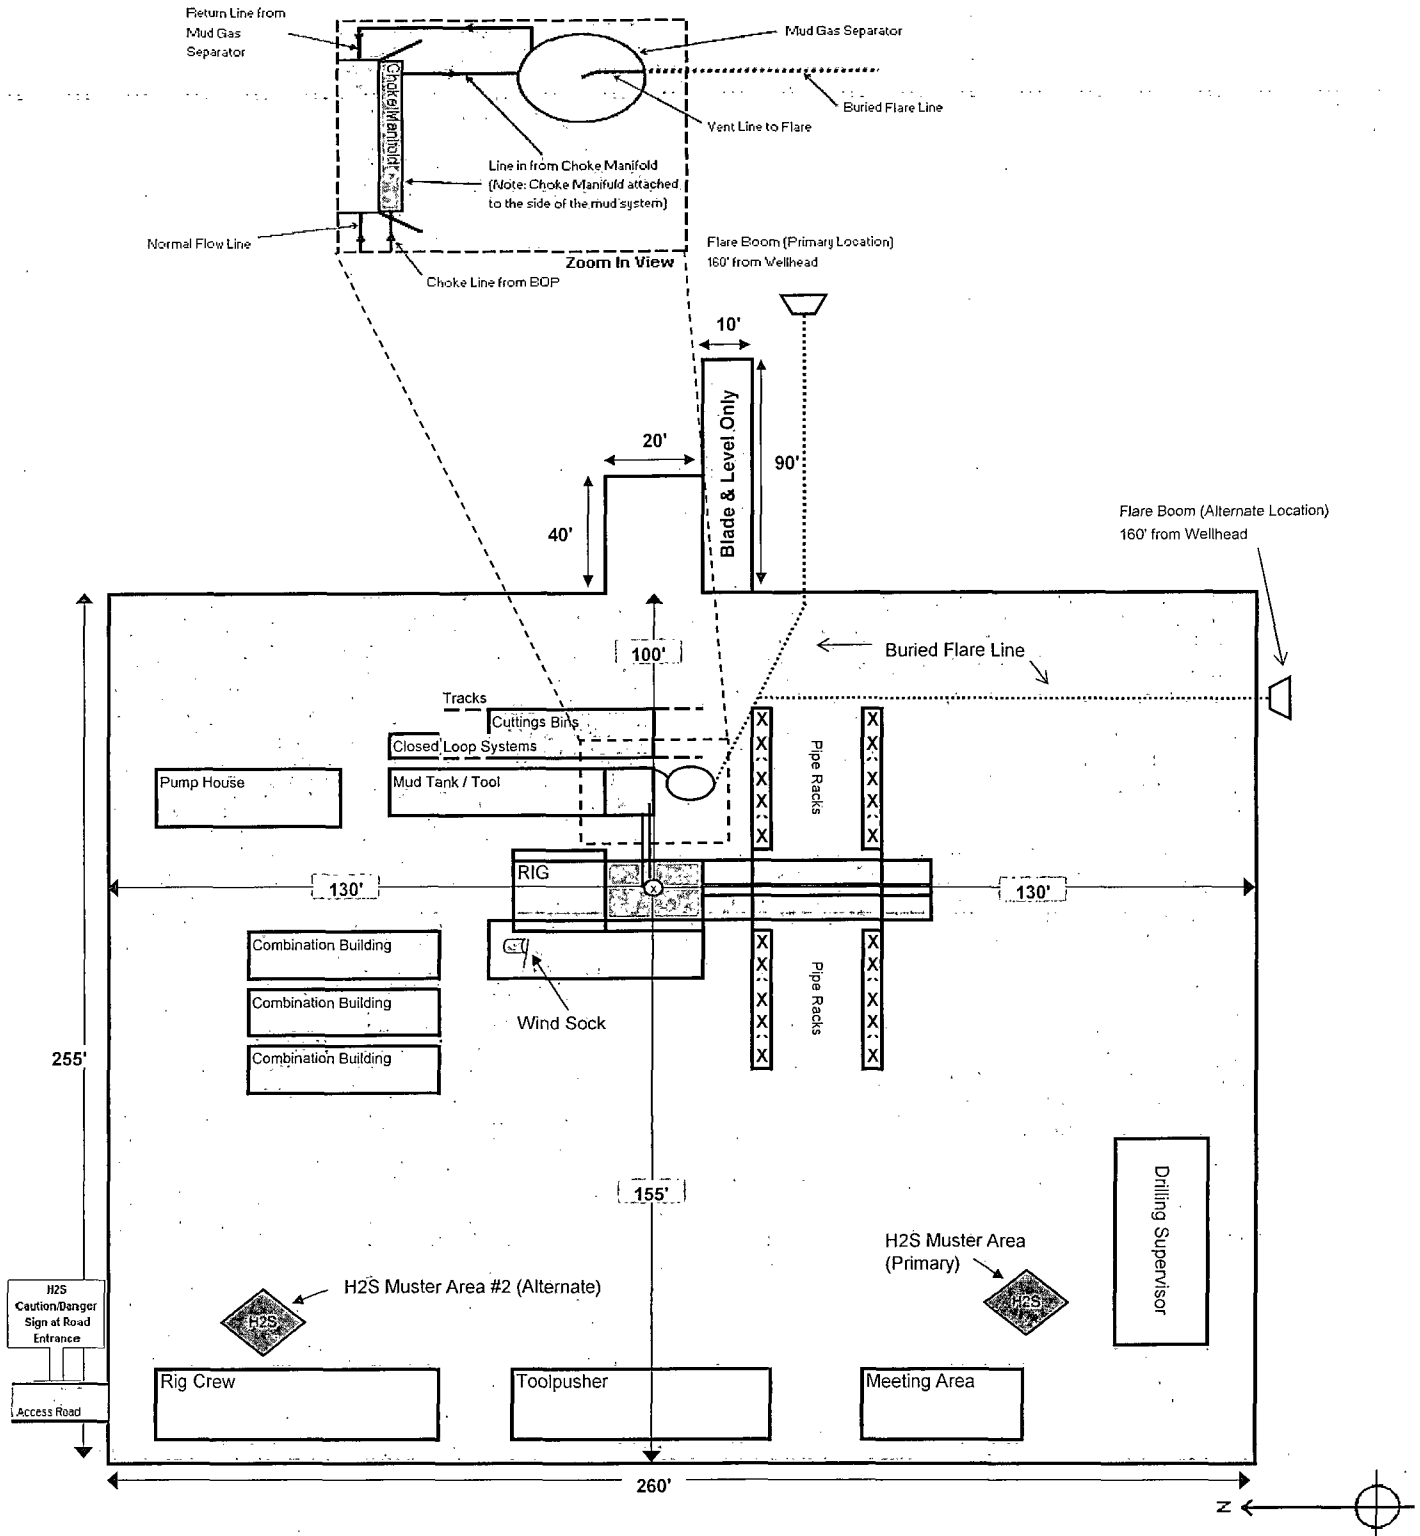 Return Line from
Mud Gas
Separator
Mud Gas Separator
Buried Flare Line
Vent Line to Flare
Choke Manifold
Line in from Choke Manifold
(Note: Choke Manifold attached
to the side of the mud system)
Normal Flow Line
Choke Line from BOP
Zoom In View
Flare Boom (Primary Location)
160' from Wellhead
10'
Blade & Level Only
90'
20'
40'
Flare Boom (Alternate Location)
160' from Wellhead
100'
Buried Flare Line
Tracks
Cuttings Bins
Closed Loop Systems
Mud Tank / Tool
Pump House
X X
X X
X X
X X
X X
Pipe Racks
RIG
X
130'
130'
Combination Building
Combination Building
Combination Building
Wind Sock
X X
X X
X X
X X
X X
Pipe Racks
255'
155'
Drilling Supervisor
H2S Muster Area
(Primary)
H2S
H2S Muster Area #2 (Alternate)
H2S
H2S
Caution/Danger
Sign at Road
Entrance
Access Road
Rig Crew
Toolpusher
Meeting Area
260'
N